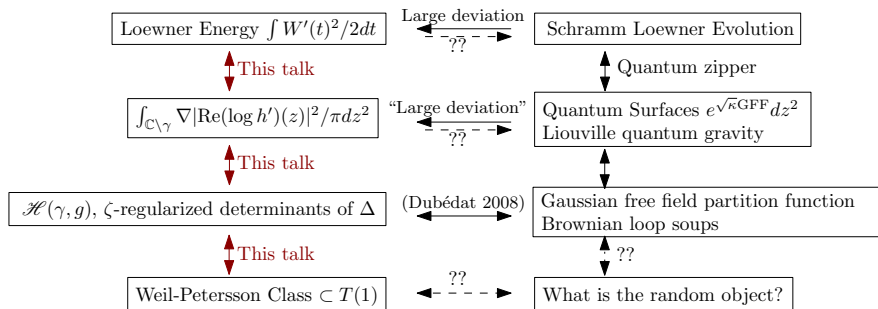 Loewner Energy ∫ W′(t)²/2dt
Large deviation
??
Schramm Loewner Evolution
This talk
Quantum zipper
∫_{ℂ\γ} ∇|Re(log h′)(z)|²/πdz²
“Large deviation”
??
Quantum Surfaces e^{√κGFF}dz²
Liouville quantum gravity
This talk
ℋ(γ, g), ζ-regularized determinants of Δ
(Dubédat 2008)
Gaussian free field partition function
Brownian loop soups
This talk
??
??
Weil-Petersson Class ⊂ T(1)
What is the random object?